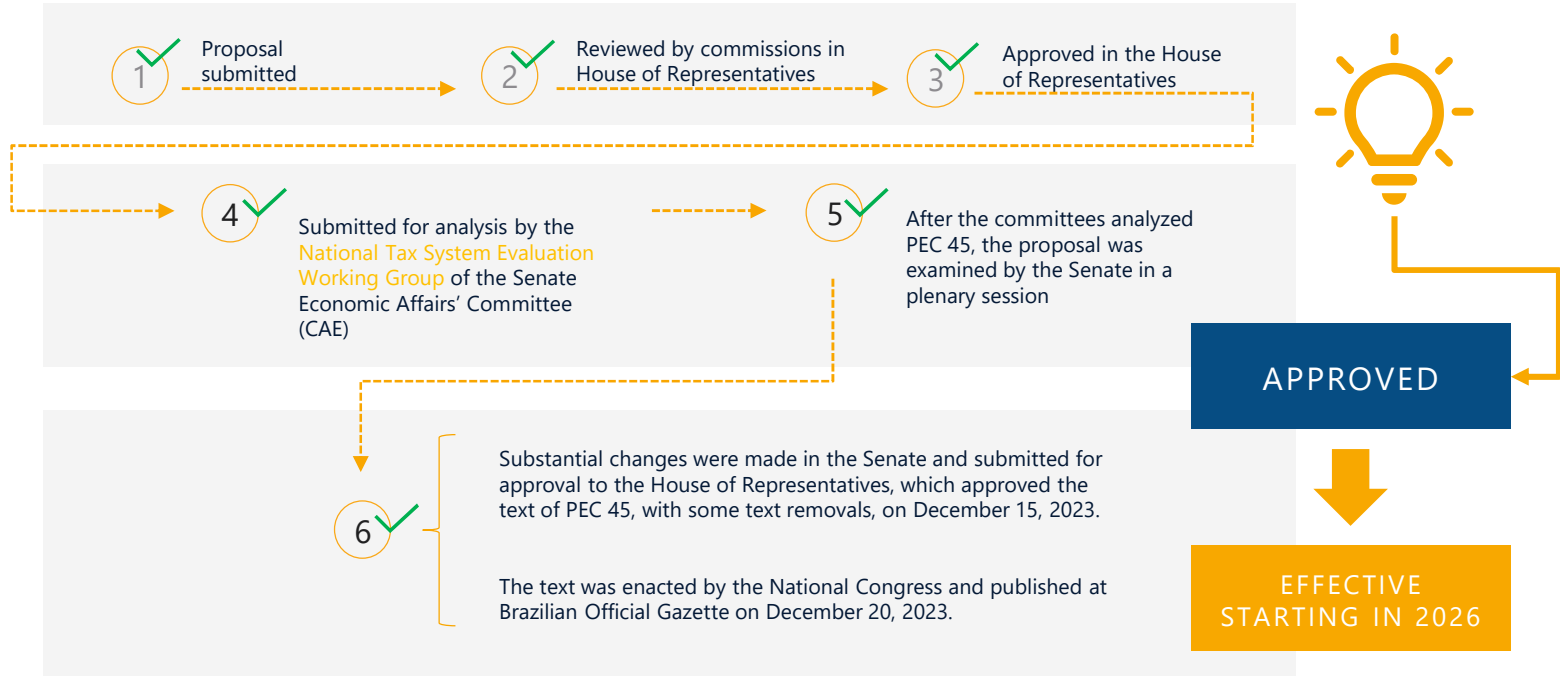 1
Proposal
submitted
2
Reviewed by commissions in
House of Representatives
3
Approved in the House
of Representatives
4
Submitted for analysis by the
National Tax System Evaluation
Working Group of the Senate
Economic Affairs’ Committee
(CAE)
5
After the committees analyzed
PEC 45, the proposal was
examined by the Senate in a
plenary session
6
Substantial changes were made in the Senate and submitted for
approval to the House of Representatives, which approved the
text of PEC 45, with some text removals, on December 15, 2023.
The text was enacted by the National Congress and published at
Brazilian Official Gazette on December 20, 2023.
APPROVED
EFFECTIVE
STARTING IN 2026